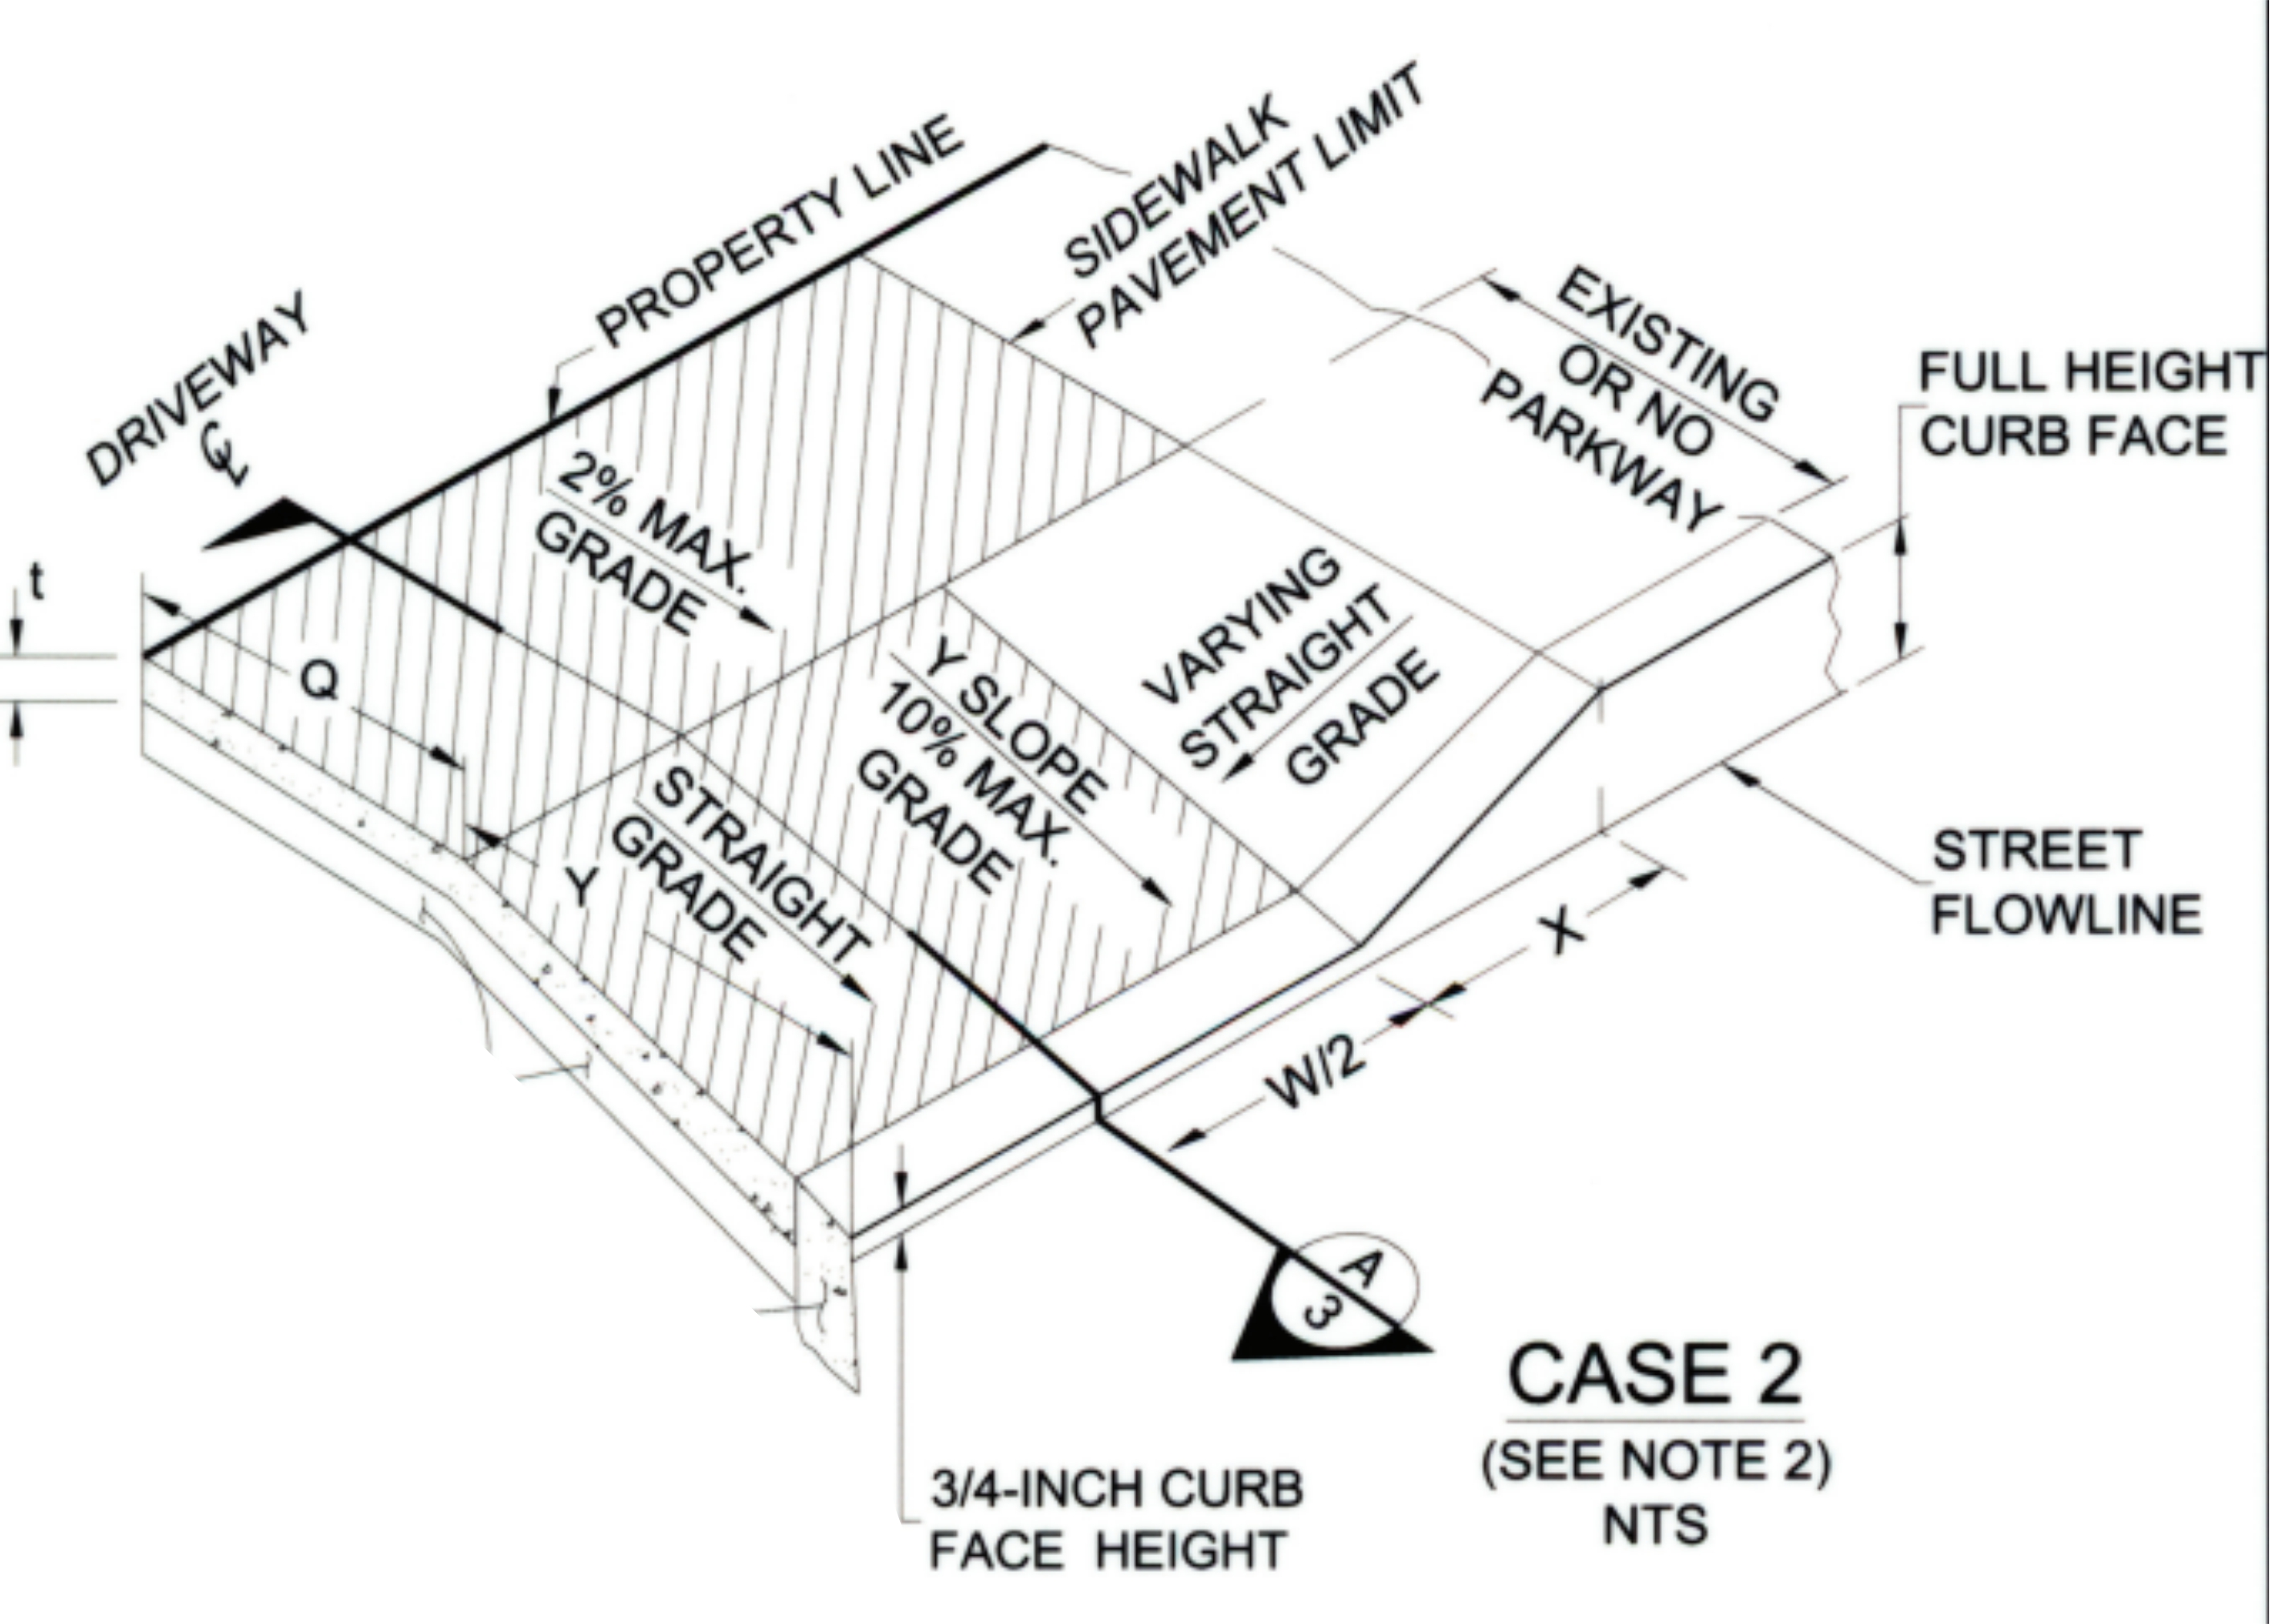 PROPERTY LINE
SIDEWALK
PAVEMENT LIMIT
DRIVEWAY
℄
EXISTING
OR NO
PARKWAY
FULL HEIGHT
CURB FACE
2% MAX.
GRADE
t
Q
VARYING
STRAIGHT
GRADE
Y SLOPE
10% MAX.
GRADE
STRAIGHT
GRADE
Y
STREET
FLOWLINE
X
W/2
A
3
CASE 2
(SEE NOTE 2)
NTS
3/4-INCH CURB
FACE HEIGHT